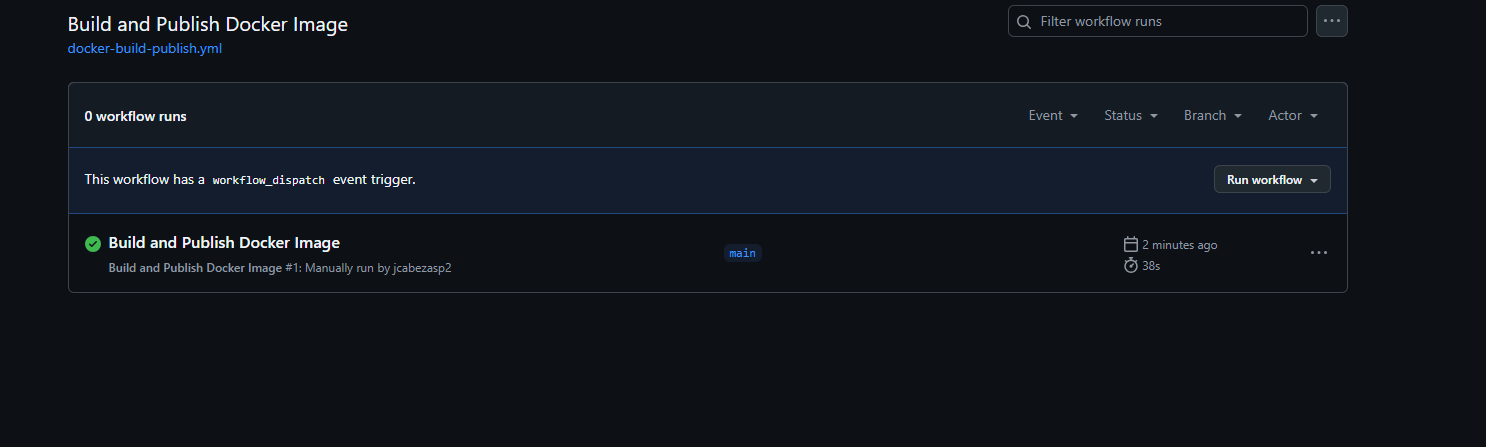 Build and Publish Docker Image
Filter workflow runs
docker-build-publish.yml
0 workflow runs
Event
Status
Branch
Actor
This workflow has a workflow_dispatch event trigger.
Run workflow
Build and Publish Docker Image
main
2 minutes ago
Build and Publish Docker Image #1: Manually run by jcabezasp2
38s